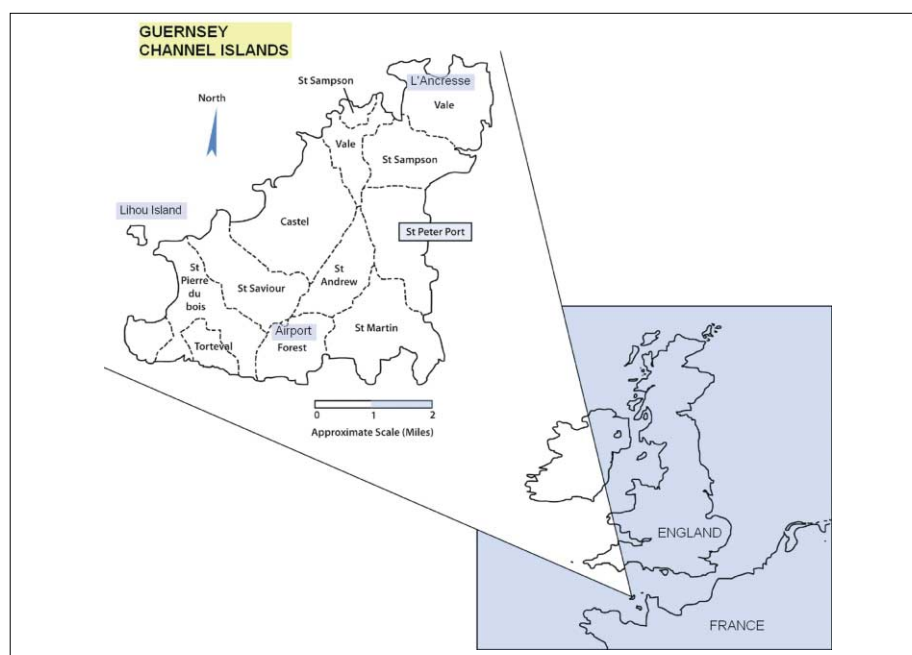 GUERNSEY
CHANNEL ISLANDS
St Sampson
L'Ancresse
North
Vale
Vale
St Sampson
Lihou Island
Castel
St Peter Port
St
Pierre
du
bois
St Saviour
St
Andrew
Airport
St Martin
Torteval
Forest
0
1
2
Approximate Scale (Miles)
ENGLAND
FRANCE